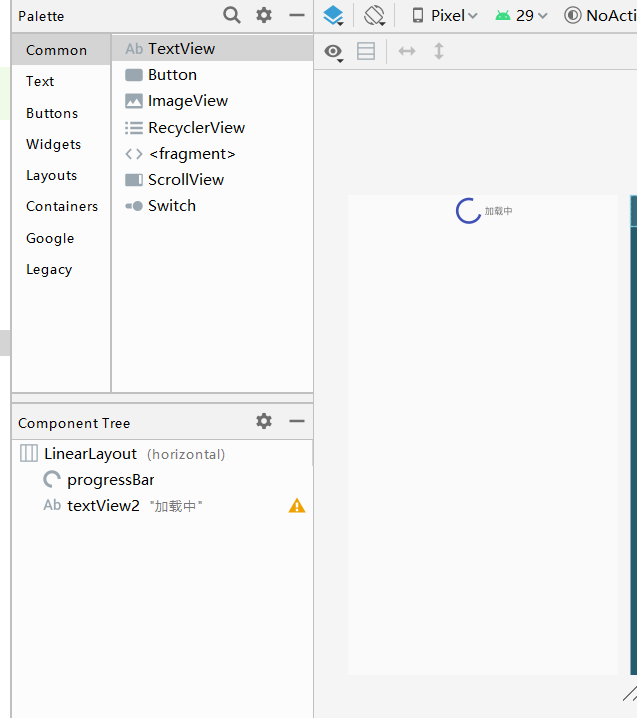 Palette
Pixel
29
NoActi
Common
Text
Buttons
Widgets
Layouts
Containers
Google
Legacy
Ab TextView
Button
ImageView
RecyclerView
<fragment>
ScrollView
Switch
加载中
Component Tree
LinearLayout (horizontal)
progressBar
Ab textView2 "加载中"